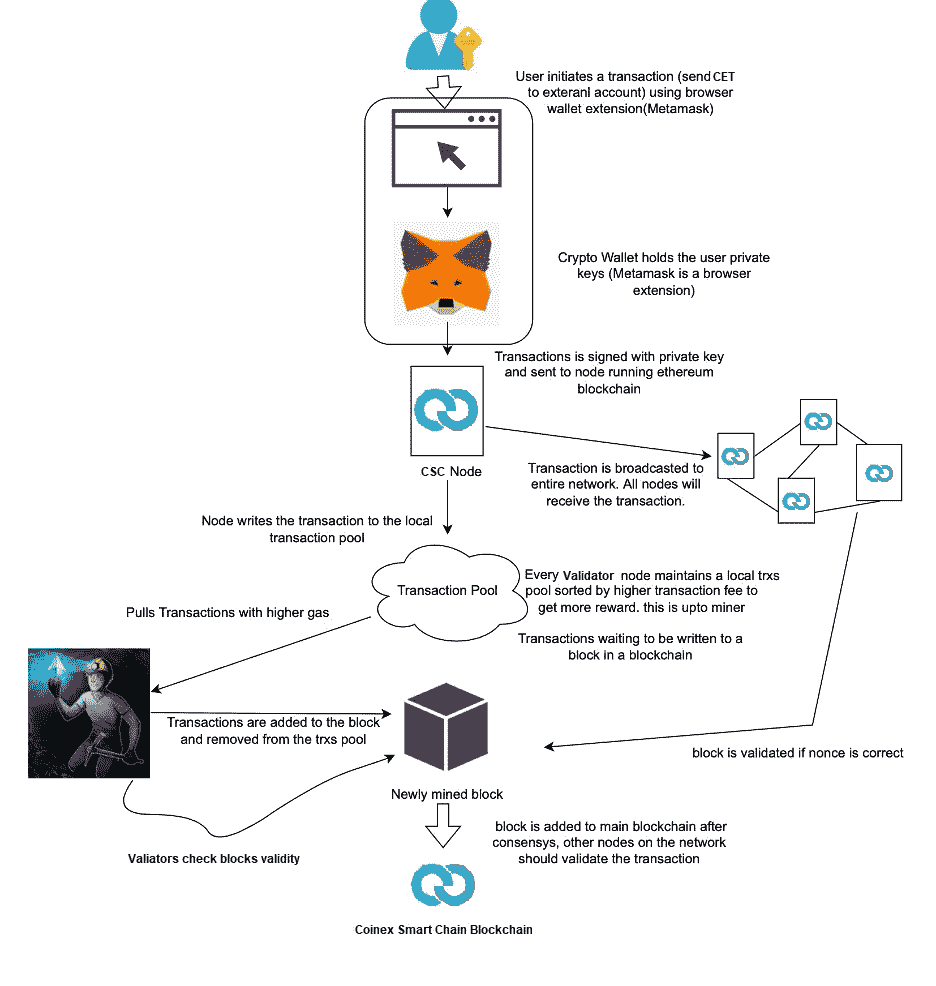 User initiates a transaction (send CET
to exteranl account) using browser
wallet extension(Metamask)
Crypto Wallet holds the user private
keys (Metamask is a browser
extension)
Transactions is signed with private key
and sent to node running ethereum
blockchain
CSC Node
Transaction is broadcasted to
entire network. All nodes will
receive the transaction.
Node writes the transaction to the local
transaction pool
Transaction Pool
Every Validator node maintains a local trxs
pool sorted by higher transaction fee to
get more reward. this is upto miner
Pulls Transactions with higher gas
Transactions waiting to be written to a
block in a blockchain
Transactions are added to the block
and removed from the trxs pool
block is validated if nonce is correct
Newly mined block
block is added to main blockchain after
consensys, other nodes on the network
should validate the transaction
Valiators check blocks validity
Coinex Smart Chain Blockchain